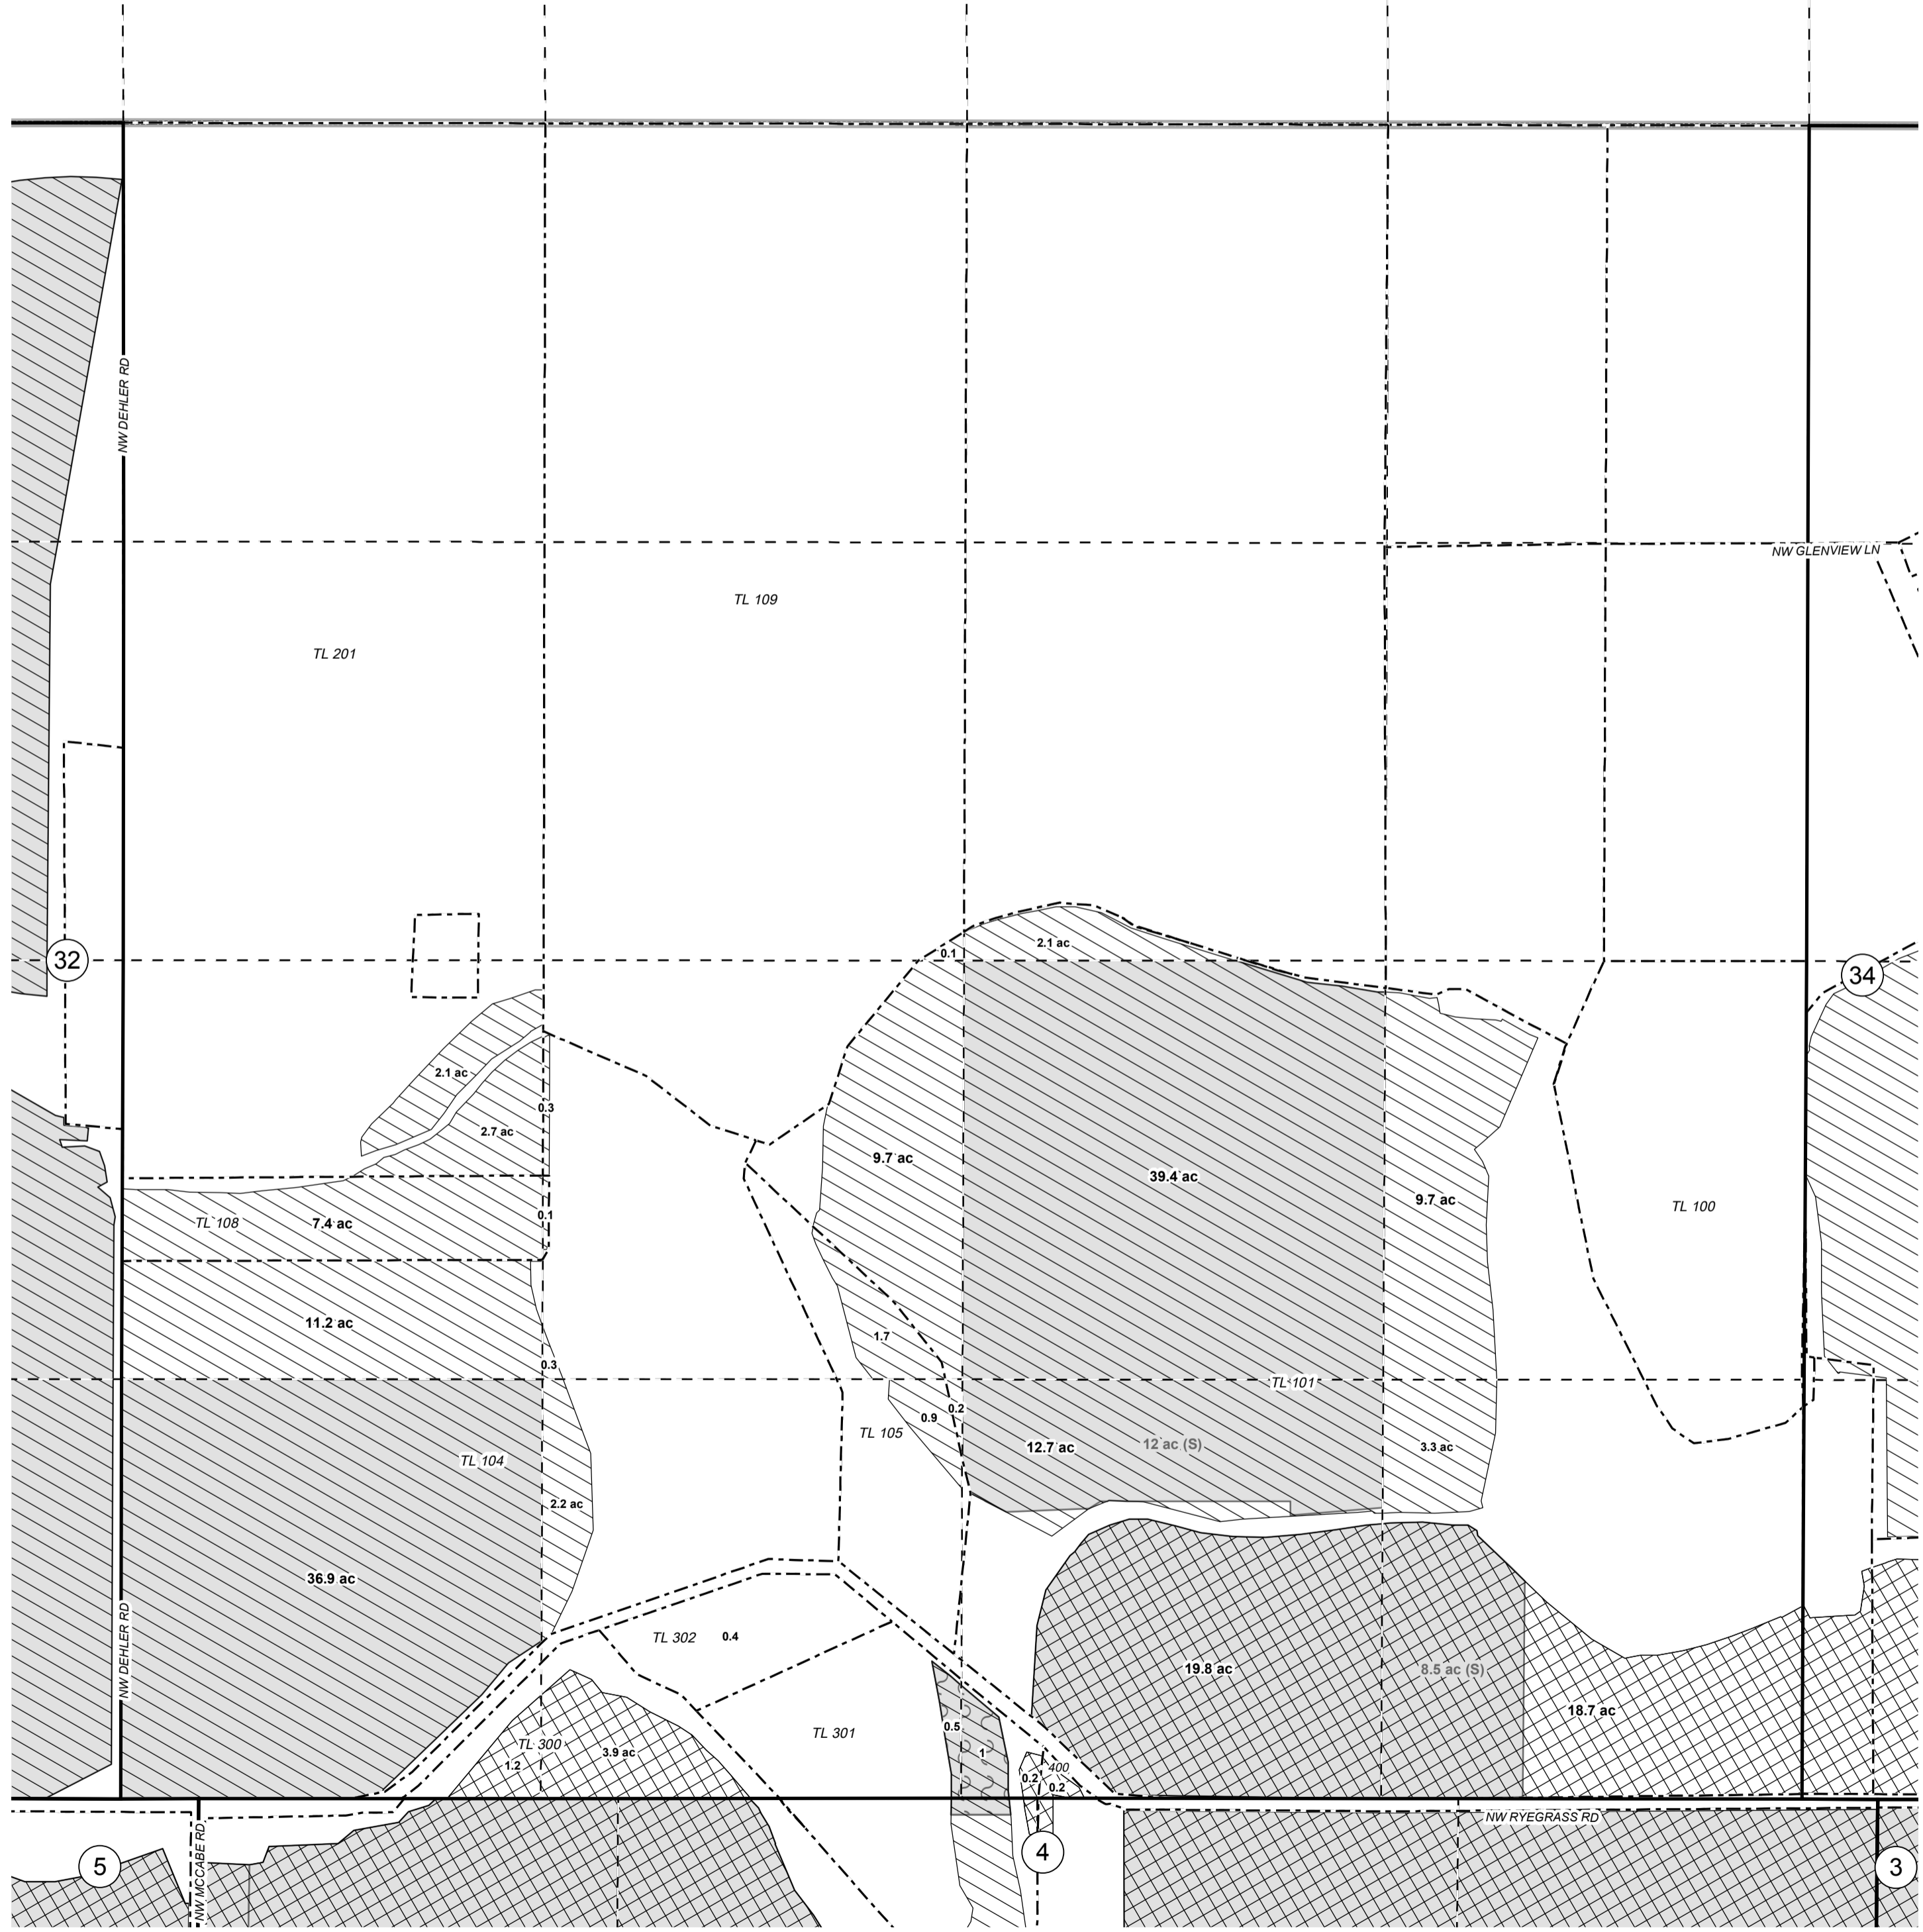 NW DEHLER RD
NW GLENVIEW LN
TL 109
TL 201
2.1 ac
0.1
32
34
2.1 ac
0.3
2.7 ac
9.7 ac
39.4 ac
9.7 ac
TL 100
0.1
TL 108
7.4 ac
11.2 ac
1.7
0.3
TL 101
0.2
0.9
TL 105
12.7 ac
12 ac (S)
3.3 ac
TL 104
2.2 ac
36.9 ac
NW DEHLER RD
TL 302
0.4
19.8 ac
8.5 ac (S)
18.7 ac
0.5
TL 301
TL 300
3.9 ac
1
1.2
400
0.2
0.2
NW RYEGRASS RD
NW MCCABE RD
5
4
3